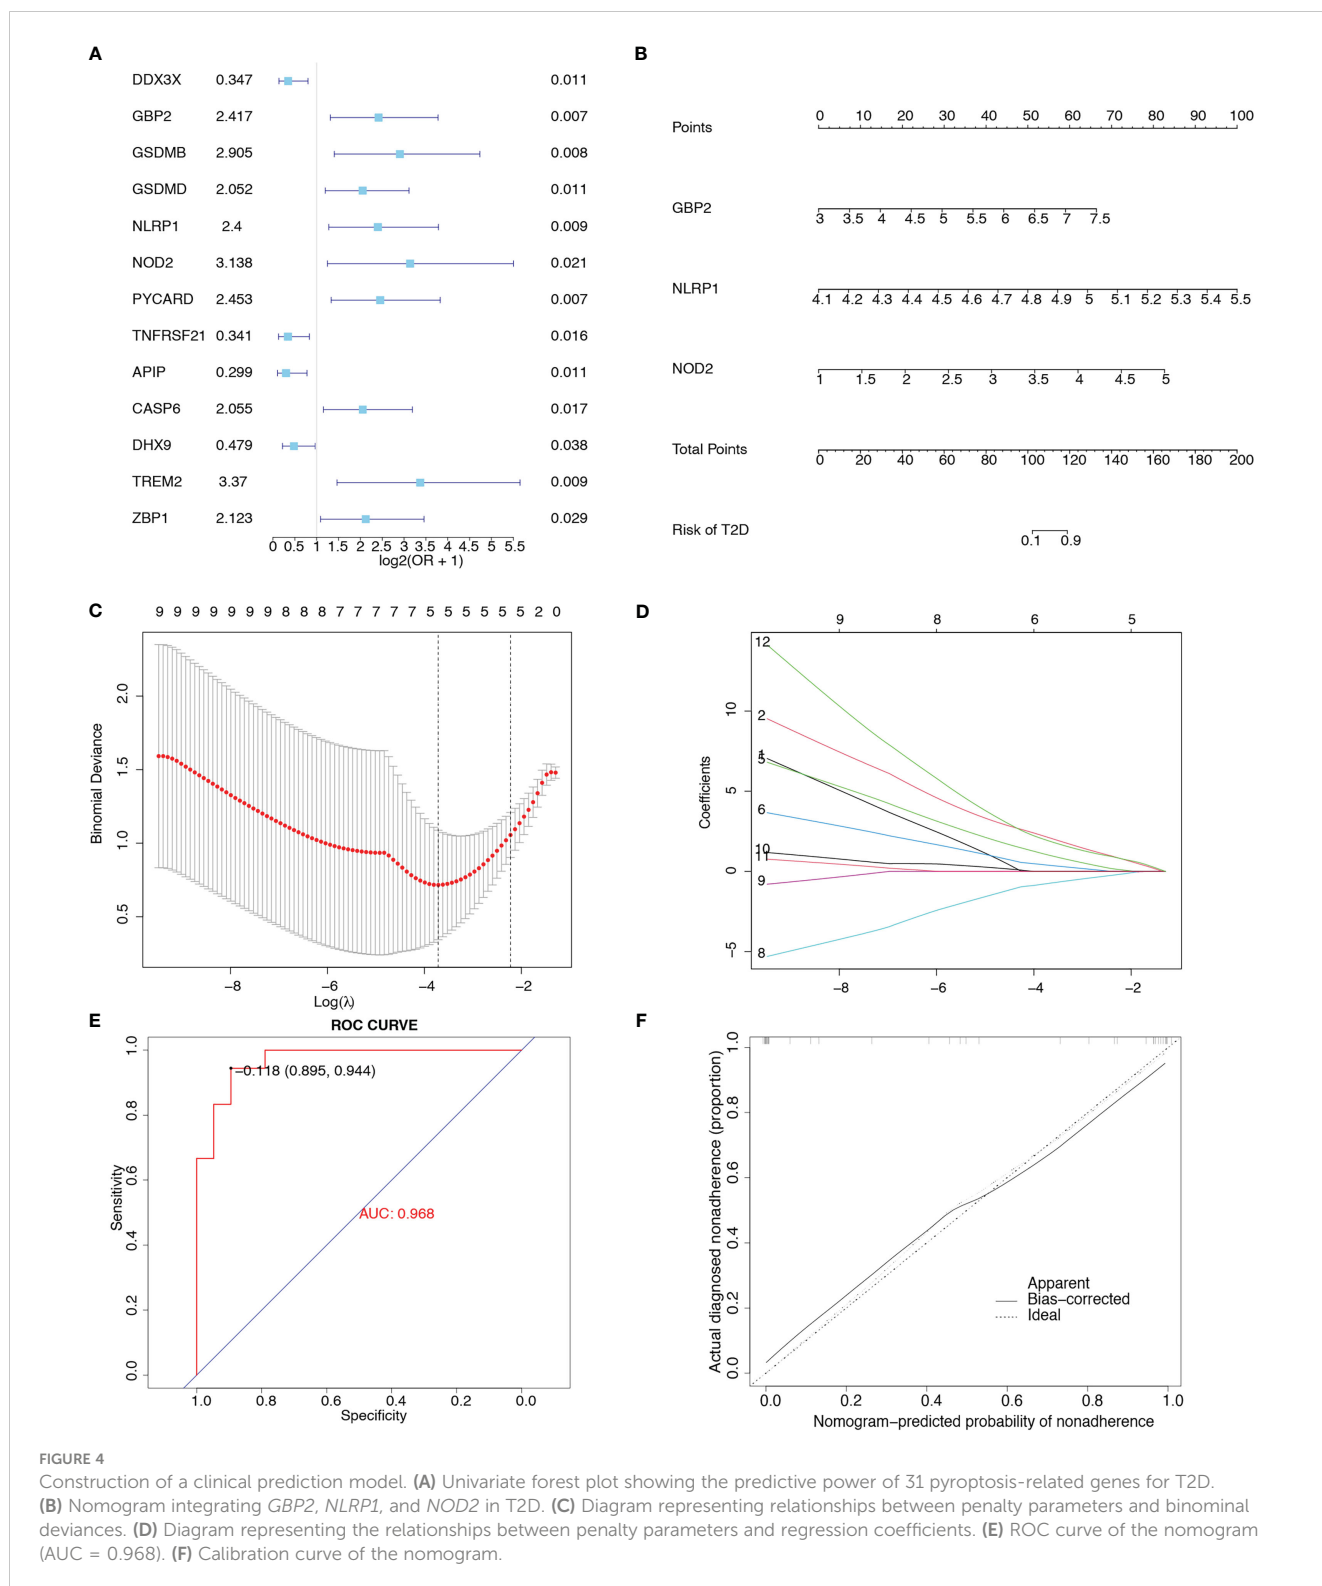 A
DDX3X 0.347 0.011
GBP2 2.417 0.007
GSDMB 2.905 0.008
GSDMD 2.052 0.011
NLRP1 2.4 0.009
NOD2 3.138 0.021
PYCARD 2.453 0.007
TNFRSF21 0.341 0.016
APIP 0.299 0.011
CASP6 2.055 0.017
DHX9 0.479 0.038
TREM2 3.37 0.009
ZBP1 2.123 0.029
0 0.5 1 1.5 2 2.5 3 3.5 4 4.5 5 5.5
log2(OR + 1)
B
Points 0 10 20 30 40 50 60 70 80 90 100
GBP2
3 3.5 4 4.5 5 5.5 6 6.5 7 7.5
NLRP1
4.1 4.2 4.3 4.4 4.5 4.6 4.7 4.8 4.9 5 5.1 5.2 5.3 5.4 5.5
NOD2
1 1.5 2 2.5 3 3.5 4 4.5 5
Total Points
0 20 40 60 80 100 120 140 160 180 200
Risk of T2D
0.1 0.9
C
9 9 9 9 9 9 9 8 8 8 7 7 7 7 7 5 5 5 5 5 5 2 0
Binomial Deviance
2.0
1.5
1.0
0.5
−8 −6 −4 −2
Log(λ)
D
9 8 6 5
Coefficients
10
5
0
−5
12
2
1
5
6
10
11
9
8
−8 −6 −4 −2
E
ROC CURVE
Sensitivity
1.0
0.8
0.6
0.4
0.2
0.0
−0.118 (0.895, 0.944)
AUC: 0.968
1.0 0.8 0.6 0.4 0.2 0.0
Specificity
F
Actual diagnosed nonadherence (proportion)
1.0
0.8
0.6
0.4
0.2
0.0
Apparent
Bias−corrected
Ideal
0.0 0.2 0.4 0.6 0.8 1.0
Nomogram−predicted probability of nonadherence
FIGURE 4
Construction of a clinical prediction model. (A) Univariate forest plot showing the predictive power of 31 pyroptosis-related genes for T2D.
(B) Nomogram integrating GBP2, NLRP1, and NOD2 in T2D. (C) Diagram representing relationships between penalty parameters and binominal
deviances. (D) Diagram representing the relationships between penalty parameters and regression coefficients. (E) ROC curve of the nomogram
(AUC = 0.968). (F) Calibration curve of the nomogram.